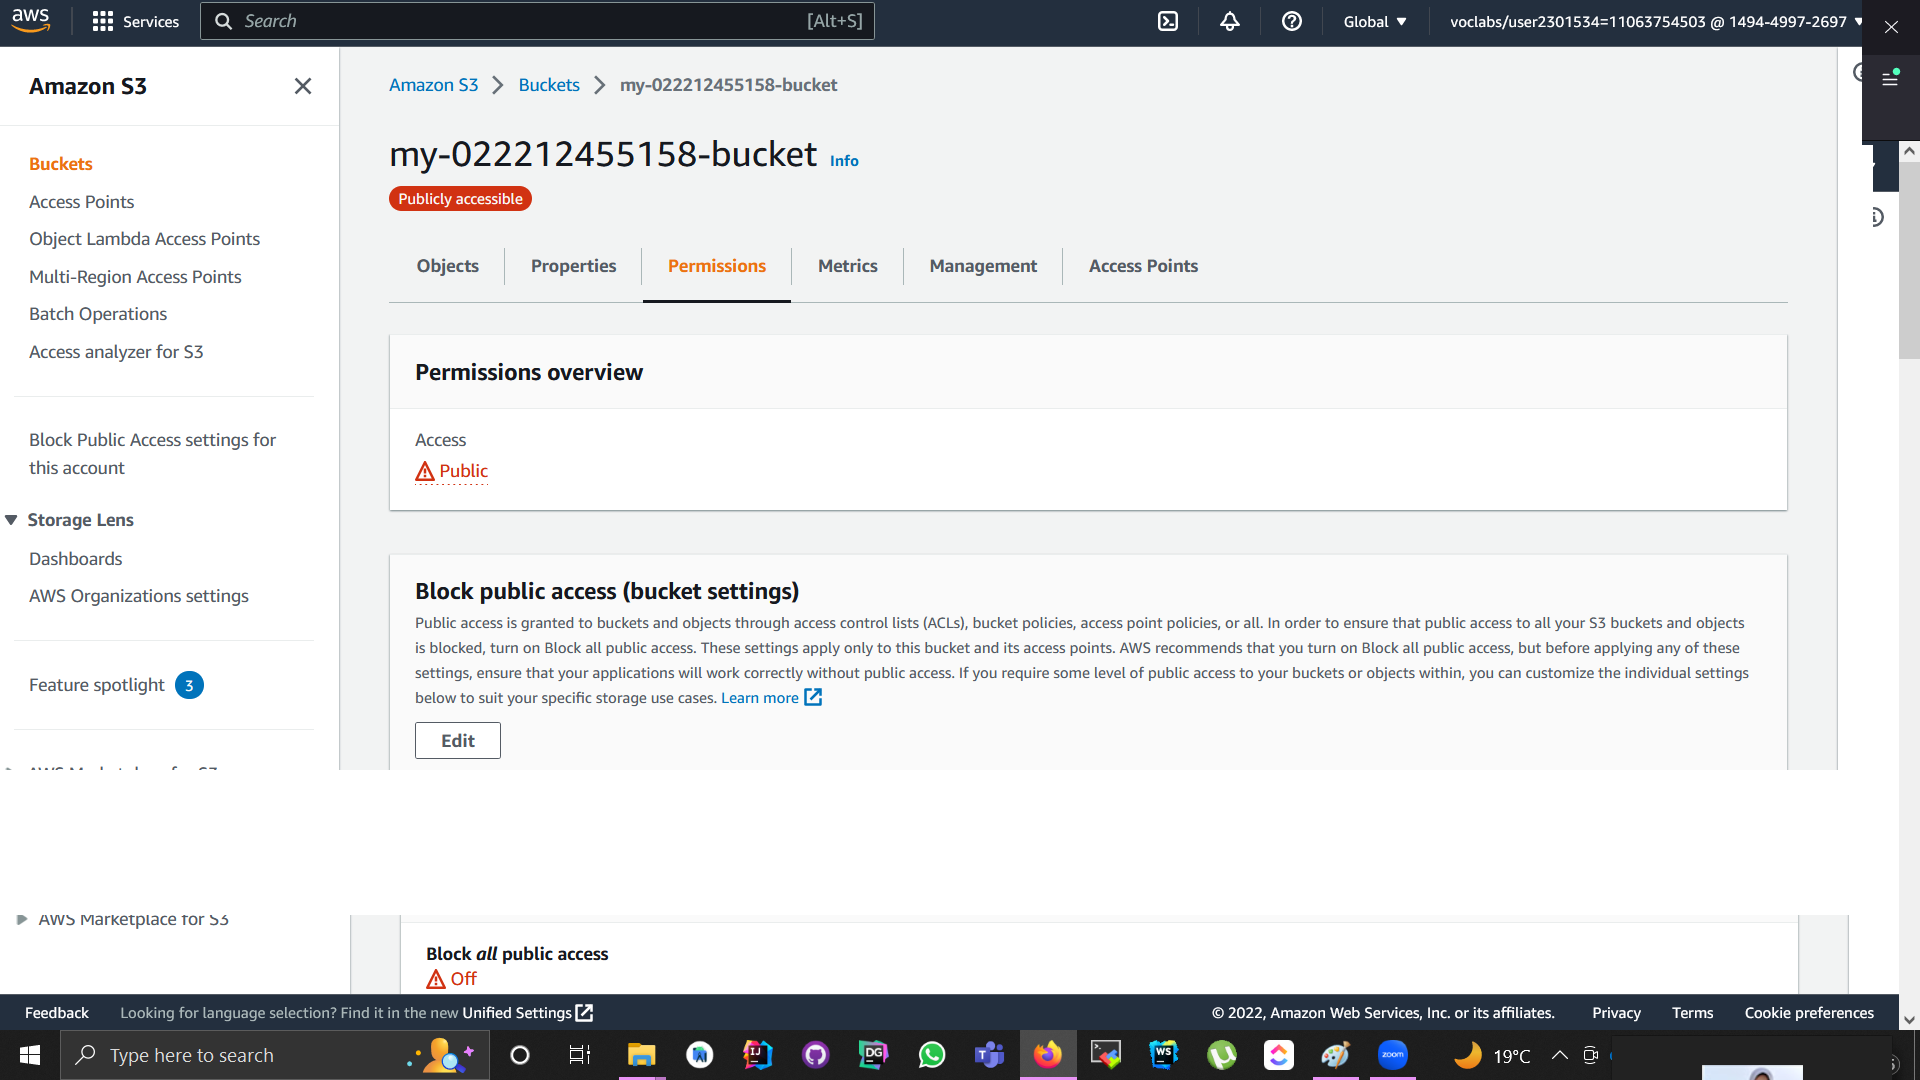 aws
Services
Search
[Alt+S]
Global
voclabs/user2301534=11063754503 @ 1494-4997-2697
Amazon S3
Buckets
Access Points
Object Lambda Access Points
Multi-Region Access Points
Batch Operations
Access analyzer for S3
Block Public Access settings for
this account
Storage Lens
Dashboards
AWS Organizations settings
Feature spotlight 3
AWS Marketplace for S3
AWS Marketplace for S3
Amazon S3 > Buckets > my-022212455158-bucket
my-022212455158-bucket Info
Publicly accessible
Objects
Properties
Permissions
Metrics
Management
Access Points
Permissions overview
Access
Public
Block public access (bucket settings)
Public access is granted to buckets and objects through access control lists (ACLs), bucket policies, access point policies, or all. In order to ensure that public access to all your S3 buckets and objects
is blocked, turn on Block all public access. These settings apply only to this bucket and its access points. AWS recommends that you turn on Block all public access, but before applying any of these
settings, ensure that your applications will work correctly without public access. If you require some level of public access to your buckets or objects within, you can customize the individual settings
below to suit your specific storage use cases. Learn more
Edit
Block all public access
Off
Feedback
Looking for language selection? Find it in the new Unified Settings
© 2022, Amazon Web Services, Inc. or its affiliates.
Privacy
Terms
Cookie preferences
Type here to search
IJ
DG
WS
zoom
19°C